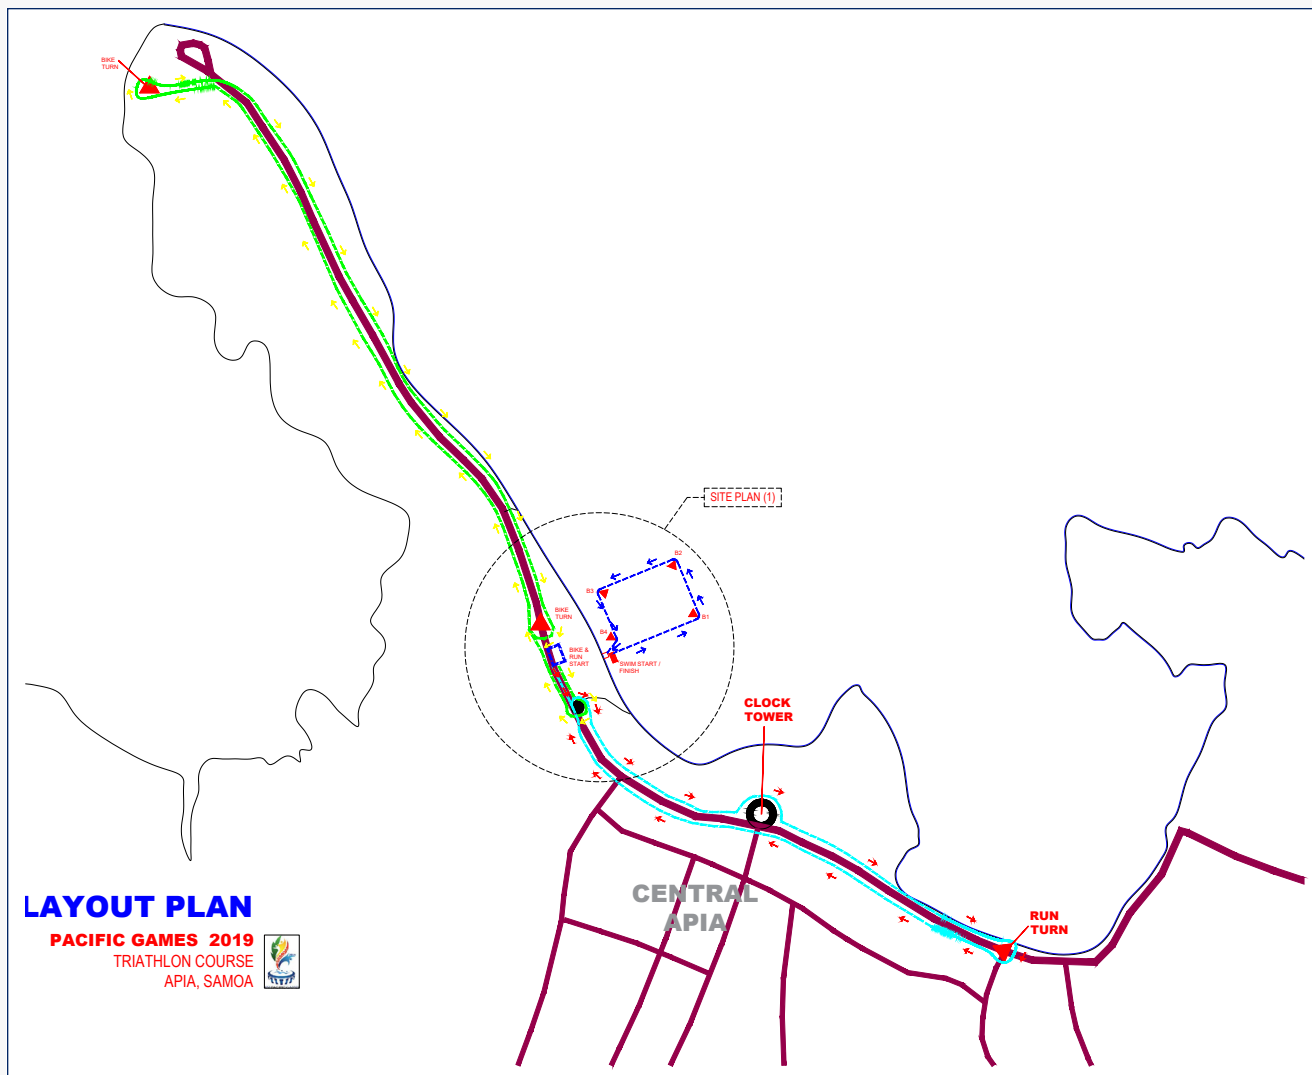 BIKE
TURN
SITE PLAN (1)
B2
B3
B1
B4
BIKE
TURN
BIKE &
RUN
START
SWIM START /
FINISH
CLOCK
TOWER
CENTRAL
APIA
LAYOUT PLAN
PACIFIC GAMES 2019
TRIATHLON COURSE
APIA, SAMOA
RUN
TURN